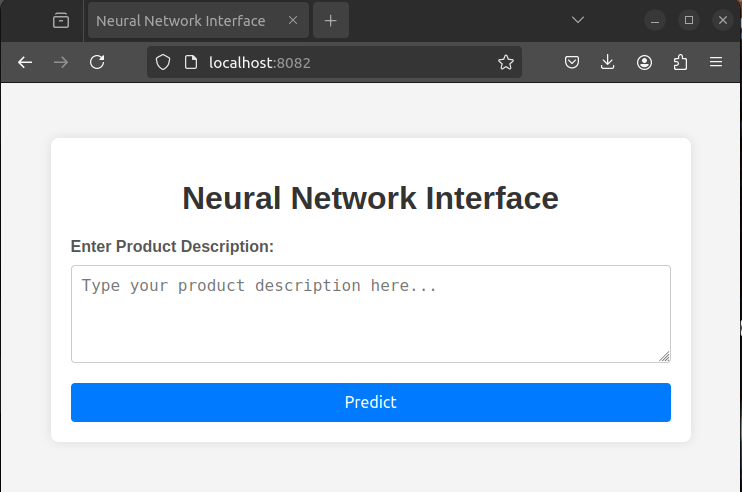 Neural Network Interface
localhost:8082
Neural Network Interface
Enter Product Description:
Type your product description here...
Predict